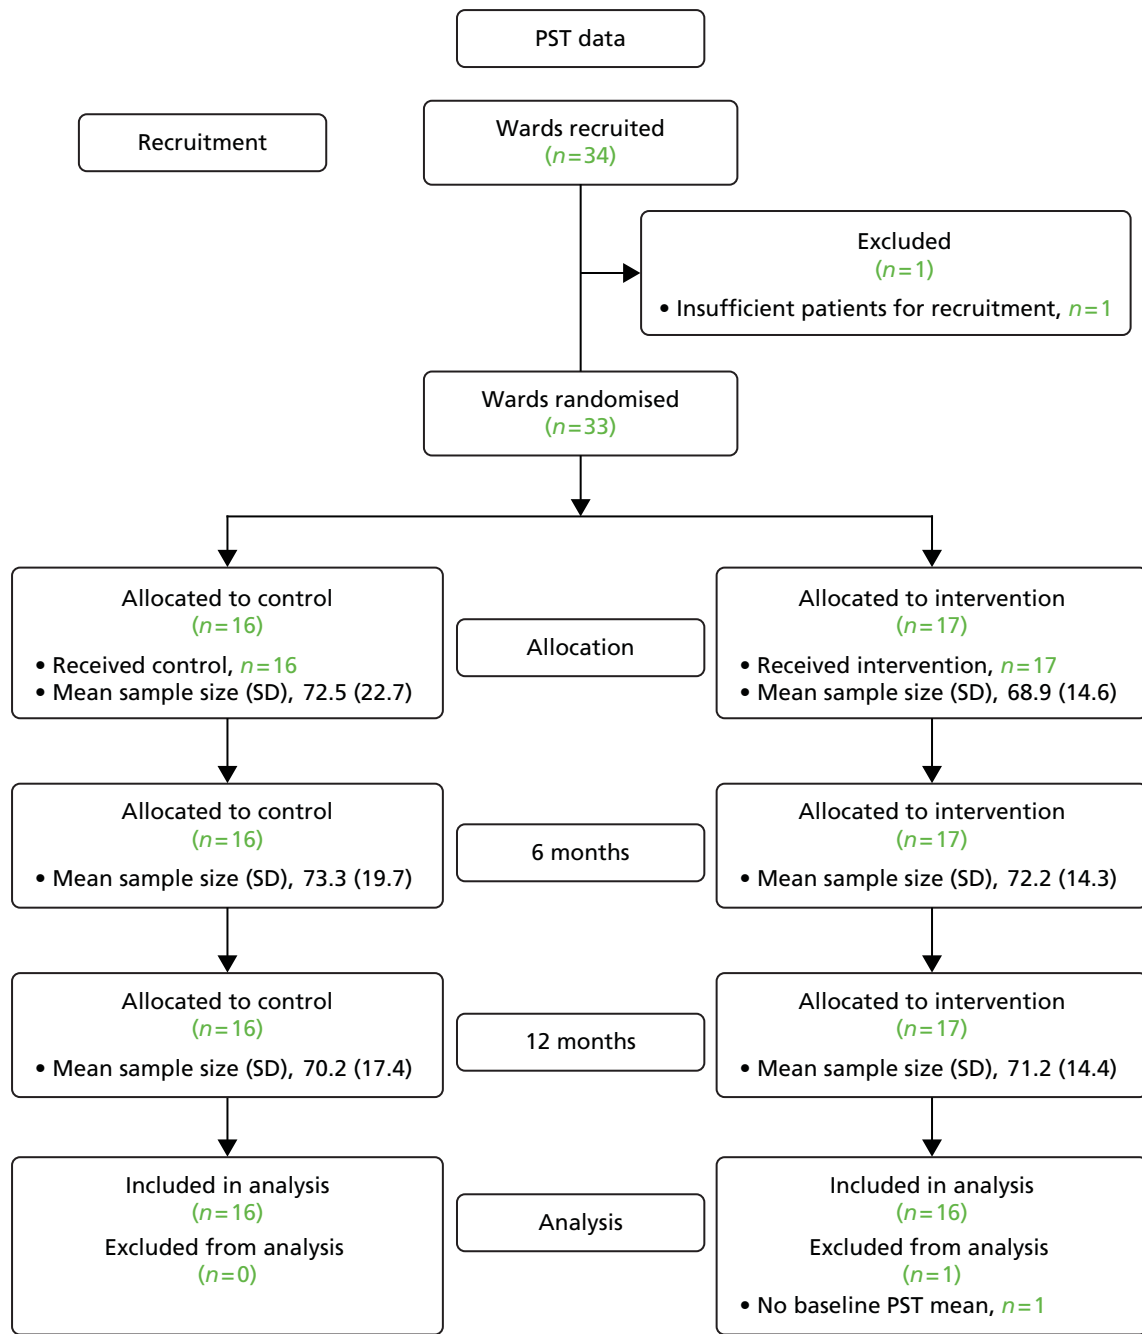 PST data
Recruitment
Wards recruited
(n=34)
Excluded
(n=1)
• Insufficient patients for recruitment, n=1
Wards randomised
(n=33)
Allocated to control
(n=16)
• Received control, n=16
• Mean sample size (SD), 72.5 (22.7)
Allocation
Allocated to intervention
(n=17)
• Received intervention, n=17
• Mean sample size (SD), 68.9 (14.6)
Allocated to control
(n=16)
• Mean sample size (SD), 73.3 (19.7)
6 months
Allocated to intervention
(n=17)
• Mean sample size (SD), 72.2 (14.3)
Allocated to control
(n=16)
• Mean sample size (SD), 70.2 (17.4)
12 months
Allocated to intervention
(n=17)
• Mean sample size (SD), 71.2 (14.4)
Included in analysis
(n=16)
Excluded from analysis
(n=0)
Analysis
Included in analysis
(n=16)
Excluded from analysis
(n=1)
• No baseline PST mean, n=1